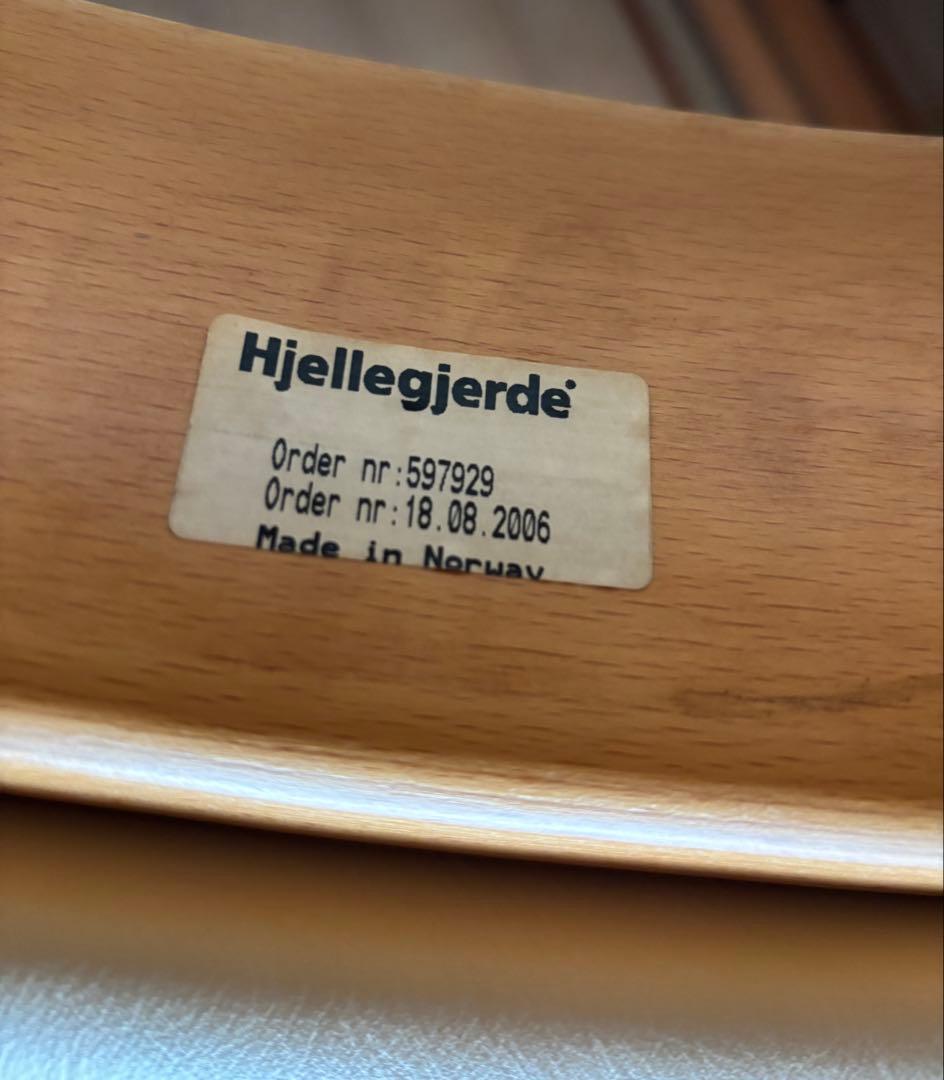 Hjellegjerde
Order nr:597929
Order nr:18.08.2006
Made in Norway